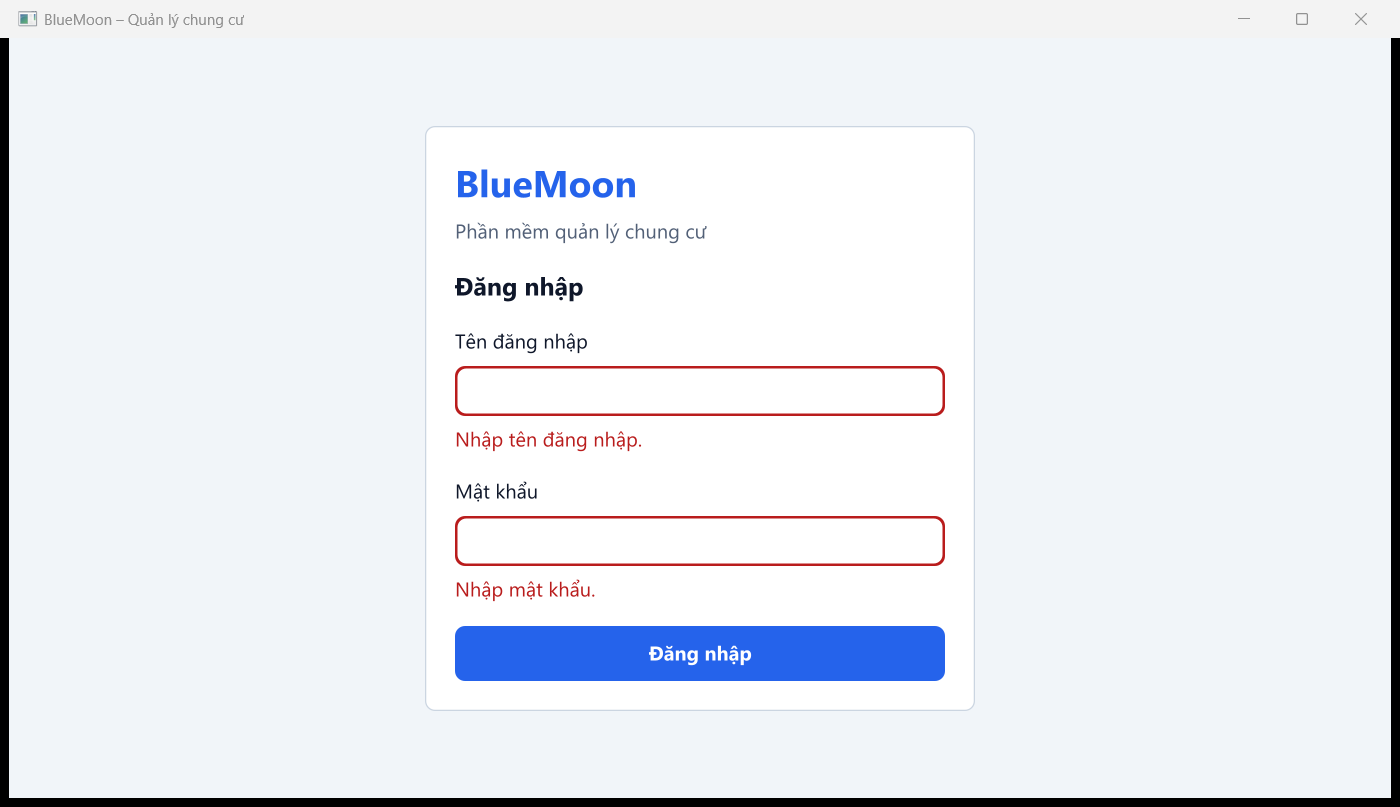 BlueMoon – Quản lý chung cư
BlueMoon
Phần mềm quản lý chung cư
Đăng nhập
Tên đăng nhập
Nhập tên đăng nhập.
Mật khẩu
Nhập mật khẩu.
Đăng nhập